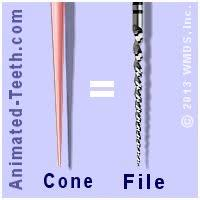 Animated-Teeth.com
=
Cone File
© 2013 WMDS, Inc.